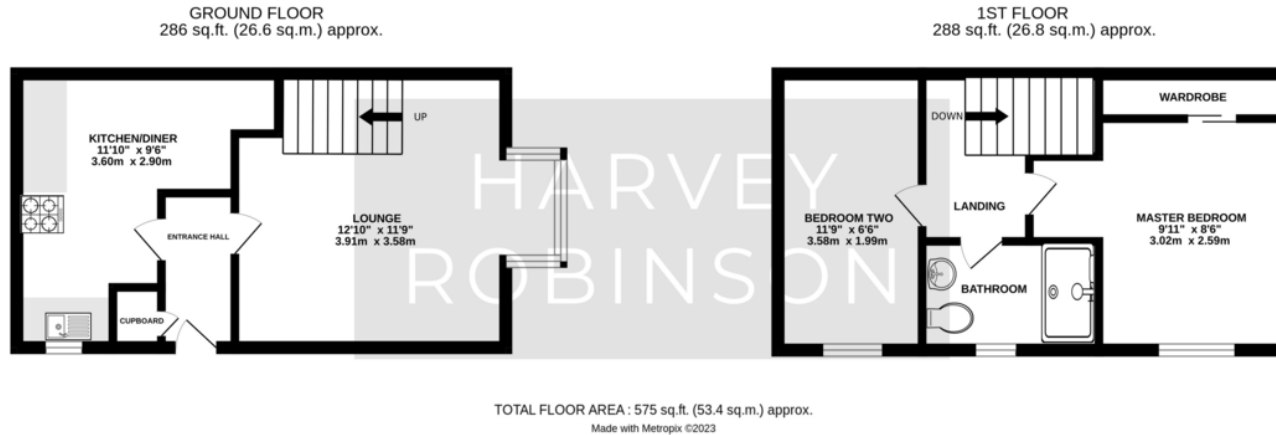 GROUND FLOOR
286 sq.ft. (26.6 sq.m.) approx.
KITCHEN/DINER
11'10" x 9'6"
3.60m x 2.90m
UP
ENTRANCE HALL
LOUNGE
12'10" x 11'9"
3.91m x 3.58m
CUPBOARD
1ST FLOOR
288 sq.ft. (26.8 sq.m.) approx.
WARDROBE
DOWN
BEDROOM TWO
11'9" x 6'6"
3.58m x 1.99m
LANDING
MASTER BEDROOM
9'11" x 8'6"
3.02m x 2.59m
BATHROOM
HARVEY
ROBINSON
TOTAL FLOOR AREA : 575 sq.ft. (53.4 sq.m.) approx.
Made with Metropix ©2023